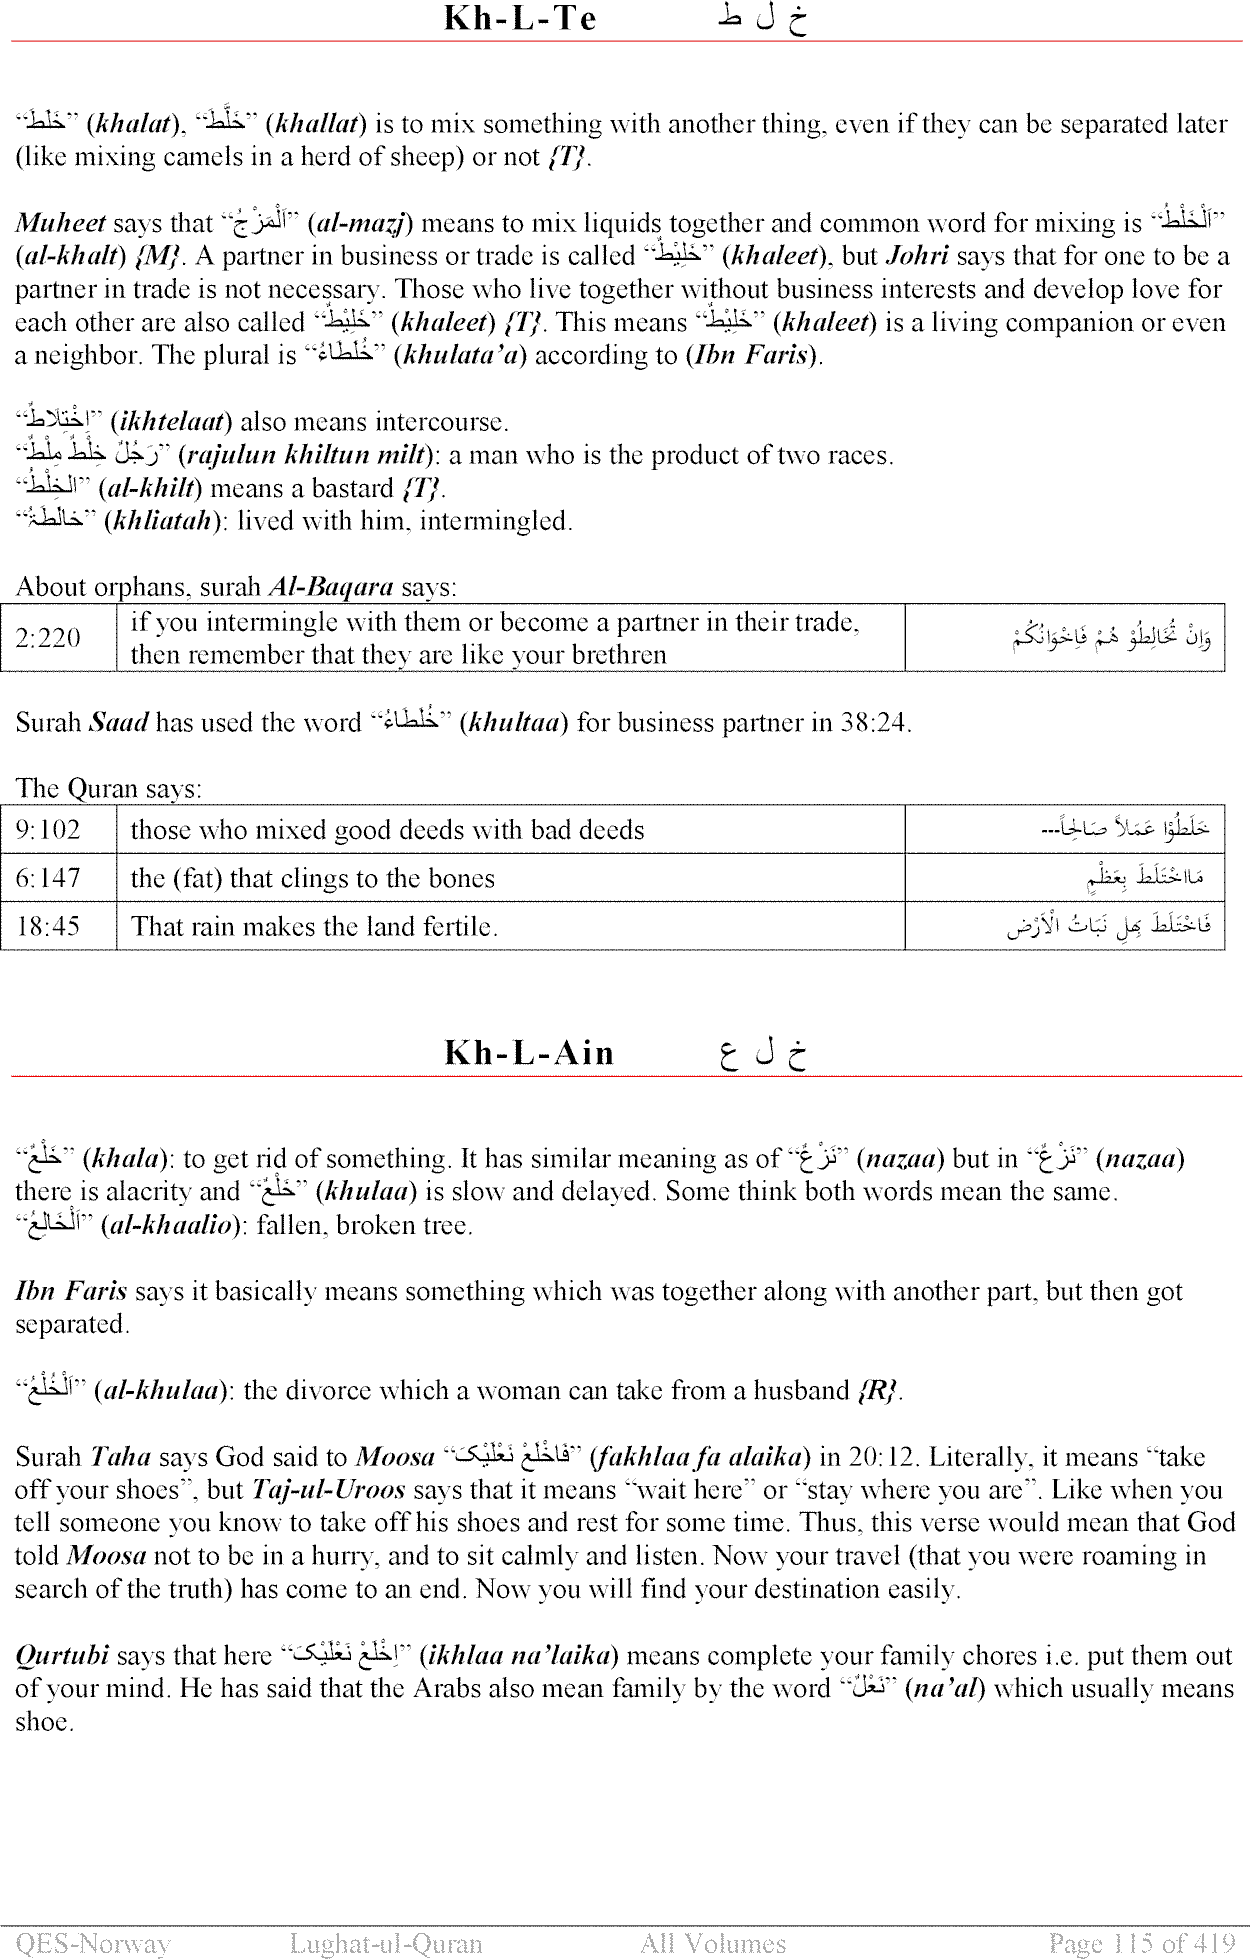 Kh-L-Te خ ل ط
“خَلَطَ” (khalat), “خَلَّطَ” (khallat) is to mix something with another thing, even if they can be separated later
(like mixing camels in a herd of sheep) or not {T}.
Muheet says that “اَلْمَزْجُ” (al-mazj) means to mix liquids together and common word for mixing is “اَلْخَلْطُ”
(al-khalt) {M}. A partner in business or trade is called “خَلِيْطٌ” (khaleet), but Johri says that for one to be a
partner in trade is not necessary. Those who live together without business interests and develop love for
each other are also called “خَلِيْطٌ” (khaleet) {T}. This means “خَلِيْطٌ” (khaleet) is a living companion or even
a neighbor. The plural is “خُلَطَاءُ” (khulata’a) according to (Ibn Faris).
“اِخْتِلَاطٌ” (ikhtelaat) also means intercourse.
“رَجُلٌ خِلْطٌ مِلْطٌ” (rajulun khiltun milt): a man who is the product of two races.
“الخِلْطُ” (al-khilt) means a bastard {T}.
“خالَطَۃٌ” (khliatah): lived with him, intermingled.
About orphans, surah Al-Baqara says:
2:220 if you intermingle with them or become a partner in their trade, وَاِنْ تُخَالِطُوْ هُمْ فَاِخْوَانُكُمْ
then remember that they are like your brethren
Surah Saad has used the word “خُلَطَاءُ” (khultaa) for business partner in 38:24.
The Quran says:
9:102 those who mixed good deeds with bad deeds خَلَطُوْا عَمَلاً صَالِحاً---
6:147 the (fat) that clings to the bones مَااخْتَلَطَ بِعَظْمٍ
18:45 That rain makes the land fertile. فَاخْتَلَطَ بِهٖ نَبَاتُ الْاَرْضِ
Kh-L-Ain خ ل ع
“خَلْعٌ” (khala): to get rid of something. It has similar meaning as of “نَزْعٌ” (nazaa) but in “نَزْعٌ” (nazaa)
there is alacrity and “خَلْعٌ” (khulaa) is slow and delayed. Some think both words mean the same.
“اَلْخَالِعُ” (al-khaalio): fallen, broken tree.
Ibn Faris says it basically means something which was together along with another part, but then got
separated.
“اَلْخُلْعُ” (al-khulaa): the divorce which a woman can take from a husband {R}.
Surah Taha says God said to Moosa “فَاخْلَعْ نَعْلَيْکَ” (fakhlaa fa alaika) in 20:12. Literally, it means “take
off your shoes”, but Taj-ul-Uroos says that it means “wait here” or “stay where you are”. Like when you
tell someone you know to take off his shoes and rest for some time. Thus, this verse would mean that God
told Moosa not to be in a hurry, and to sit calmly and listen. Now your travel (that you were roaming in
search of the truth) has come to an end. Now you will find your destination easily.
Qurtubi says that here “اِخْلَعْ نَعْلَيْکَ” (ikhlaa na’laika) means complete your family chores i.e. put them out
of your mind. He has said that the Arabs also mean family by the word “نَعْلٌ” (na’al) which usually means
shoe.
QES-Norway Lughat-ul-Quran All Volumes Page 115 of 419